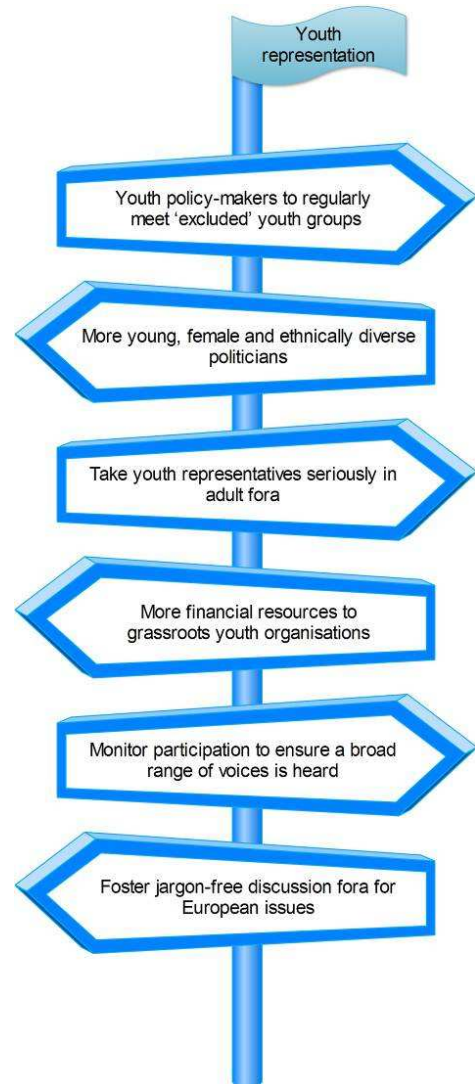 Youth
representation
Youth policy-makers to regularly
meet ‘excluded’ youth groups
More young, female and ethnically diverse
politicians
Take youth representatives seriously in
adult fora
More financial resources to
grassroots youth organisations
Monitor participation to ensure a broad
range of voices is heard
Foster jargon-free discussion fora for
European issues